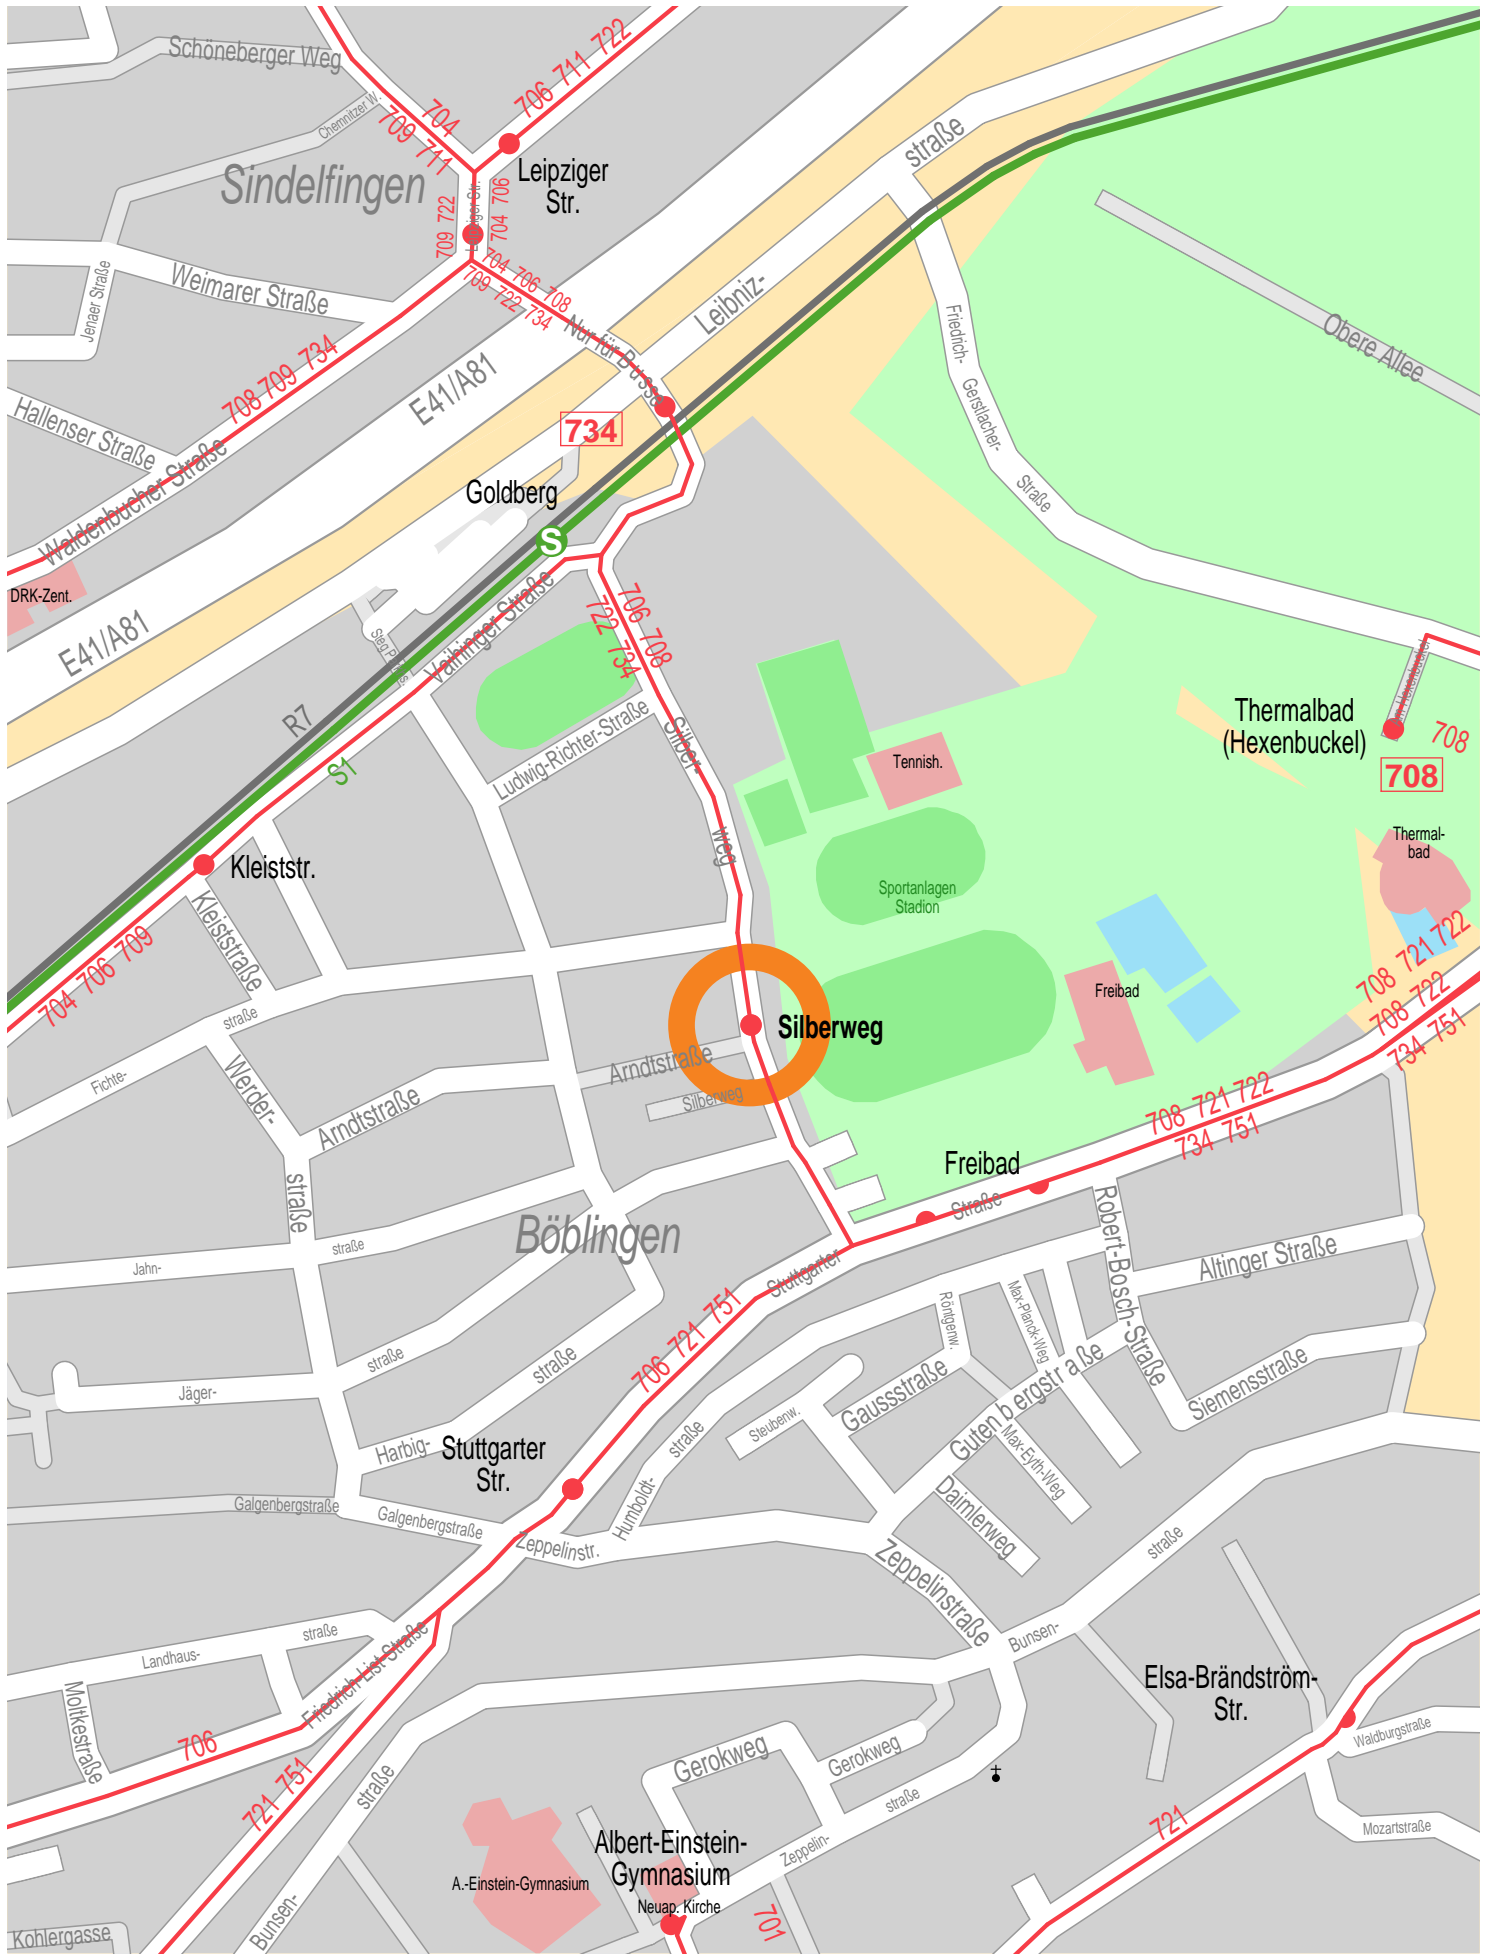 Schöneberger Weg
Chemnitzer W.
704
709 711
706 711 722
Sindelfingen
Leipziger
Str.
709 722
Leipziger Str.
704 706
704 706 708
709 722 734
Weimarer Straße
Jenaer Straße
708 709 734
Hallenser Straße
Waldenbucher Straße
E41/A81
Nur für Busse
Leibniz-
straße
Friedrich-
Gerstlacher-
Straße
Obere Allee
734
Goldberg
S
DRK-Zent.
E41/A81
Vaihinger Straße
706 708
722 734
R7
S1
Ludwig-Richter-Straße
Silber-
weg
Tennish.
Thermalbad
(Hexenbuckel)
Am Hexenbuckel
708
708
Thermal-
bad
Kleiststr.
Kleiststraße
704 706 709
Sportanlagen
Stadion
Freibad
Silberweg
708 721 722
708 722
734 751
Fichte-
straße
Werder-
straße
Arndtstraße
Arndtstraße
Silberweg
708 721 722
734 751
Freibad
Straße
Stuttgarter
Böblingen
Jahn-
straße
Robert-Bosch-Straße
Altinger Straße
Siemensstraße
Röntgenw.
Max-Planck-Weg
706 721 751
Jäger-
straße
Harbig-
straße
Gutenbergstraße
Gaussstraße
Steubenw.
Max-Eyth-Weg
Daimlerweg
Stuttgarter
Str.
Humboldt-
straße
Galgenbergstraße
Galgenbergstraße
Zeppelinstr.
Zeppelinstraße
Bunsen-
straße
Landhaus-
straße
Moltkestraße
Friedrich-List-Straße
706
721 751
Elsa-Brändström-
Str.
Waldburgstraße
Mozartstraße
721
Gerokweg
Gerokweg
Zeppelin-
straße
Bunsen-
straße
A.-Einstein-Gymnasium
Albert-Einstein-
Gymnasium
Neuap. Kirche
701
Kohlergasse